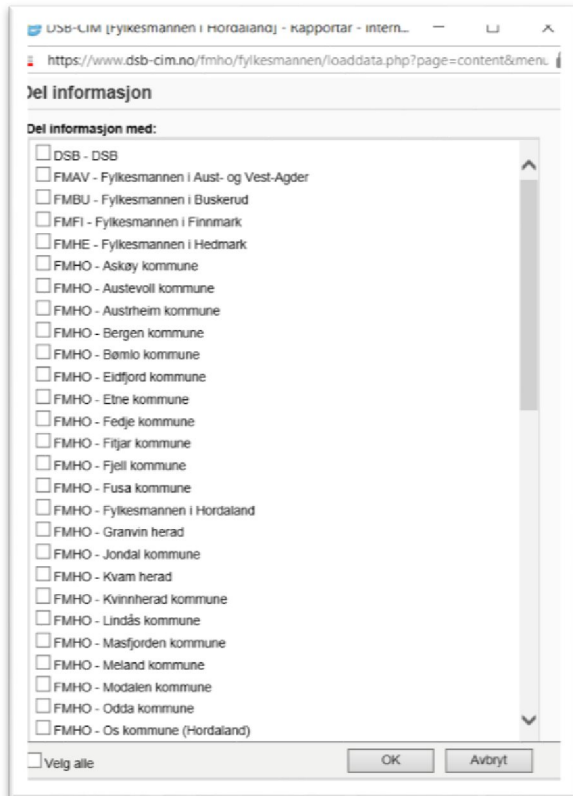 DSB-CIM [Fylkesmannen i Hordaland] - Rapportar - Intern...
https://www.dsb-cim.no/fmho/fylkesmannen/loaddata.php?page=content&menu
Del informasjon
Del informasjon med:
DSB - DSB
FMAV - Fylkesmannen i Aust- og Vest-Agder
FMBU - Fylkesmannen i Buskerud
FMFI - Fylkesmannen i Finnmark
FMHE - Fylkesmannen i Hedmark
FMHO - Askøy kommune
FMHO - Austevoll kommune
FMHO - Austrheim kommune
FMHO - Bergen kommune
FMHO - Bømlo kommune
FMHO - Eidfjord kommune
FMHO - Etne kommune
FMHO - Fedje kommune
FMHO - Fitjar kommune
FMHO - Fjell kommune
FMHO - Fusa kommune
FMHO - Fylkesmannen i Hordaland
FMHO - Granvin herad
FMHO - Jondal kommune
FMHO - Kvam herad
FMHO - Kvinnherad kommune
FMHO - Lindås kommune
FMHO - Masfjorden kommune
FMHO - Meland kommune
FMHO - Modalen kommune
FMHO - Odda kommune
FMHO - Os kommune (Hordaland)
Velg alle OK Avbryt